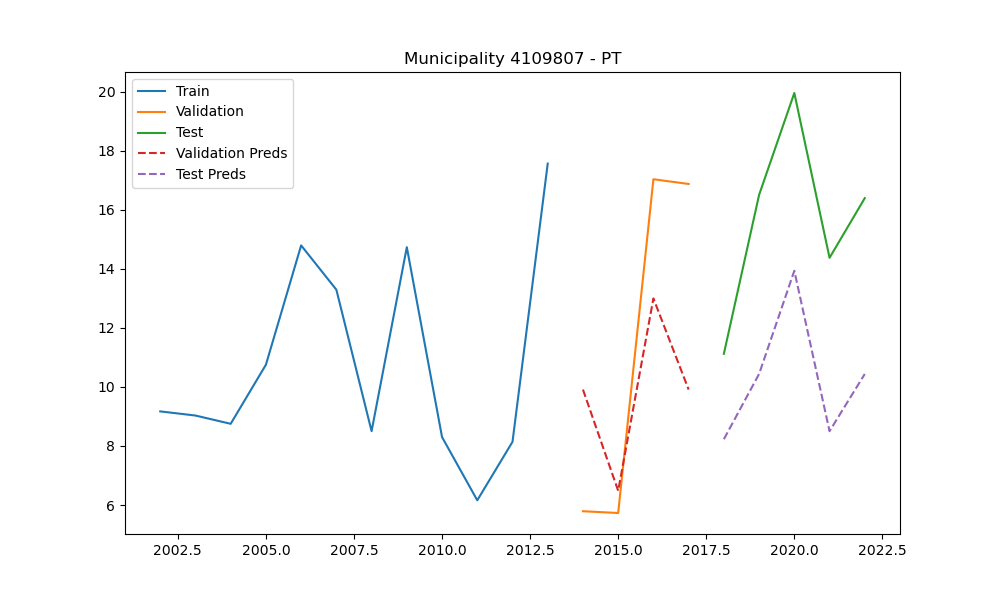 Municipality 4109807 - PT
Train
Validation
Test
Validation Preds
Test Preds
20
18
16
14
12
10
8
6
2002.5 2005.0 2007.5 2010.0 2012.5 2015.0 2017.5 2020.0 2022.5